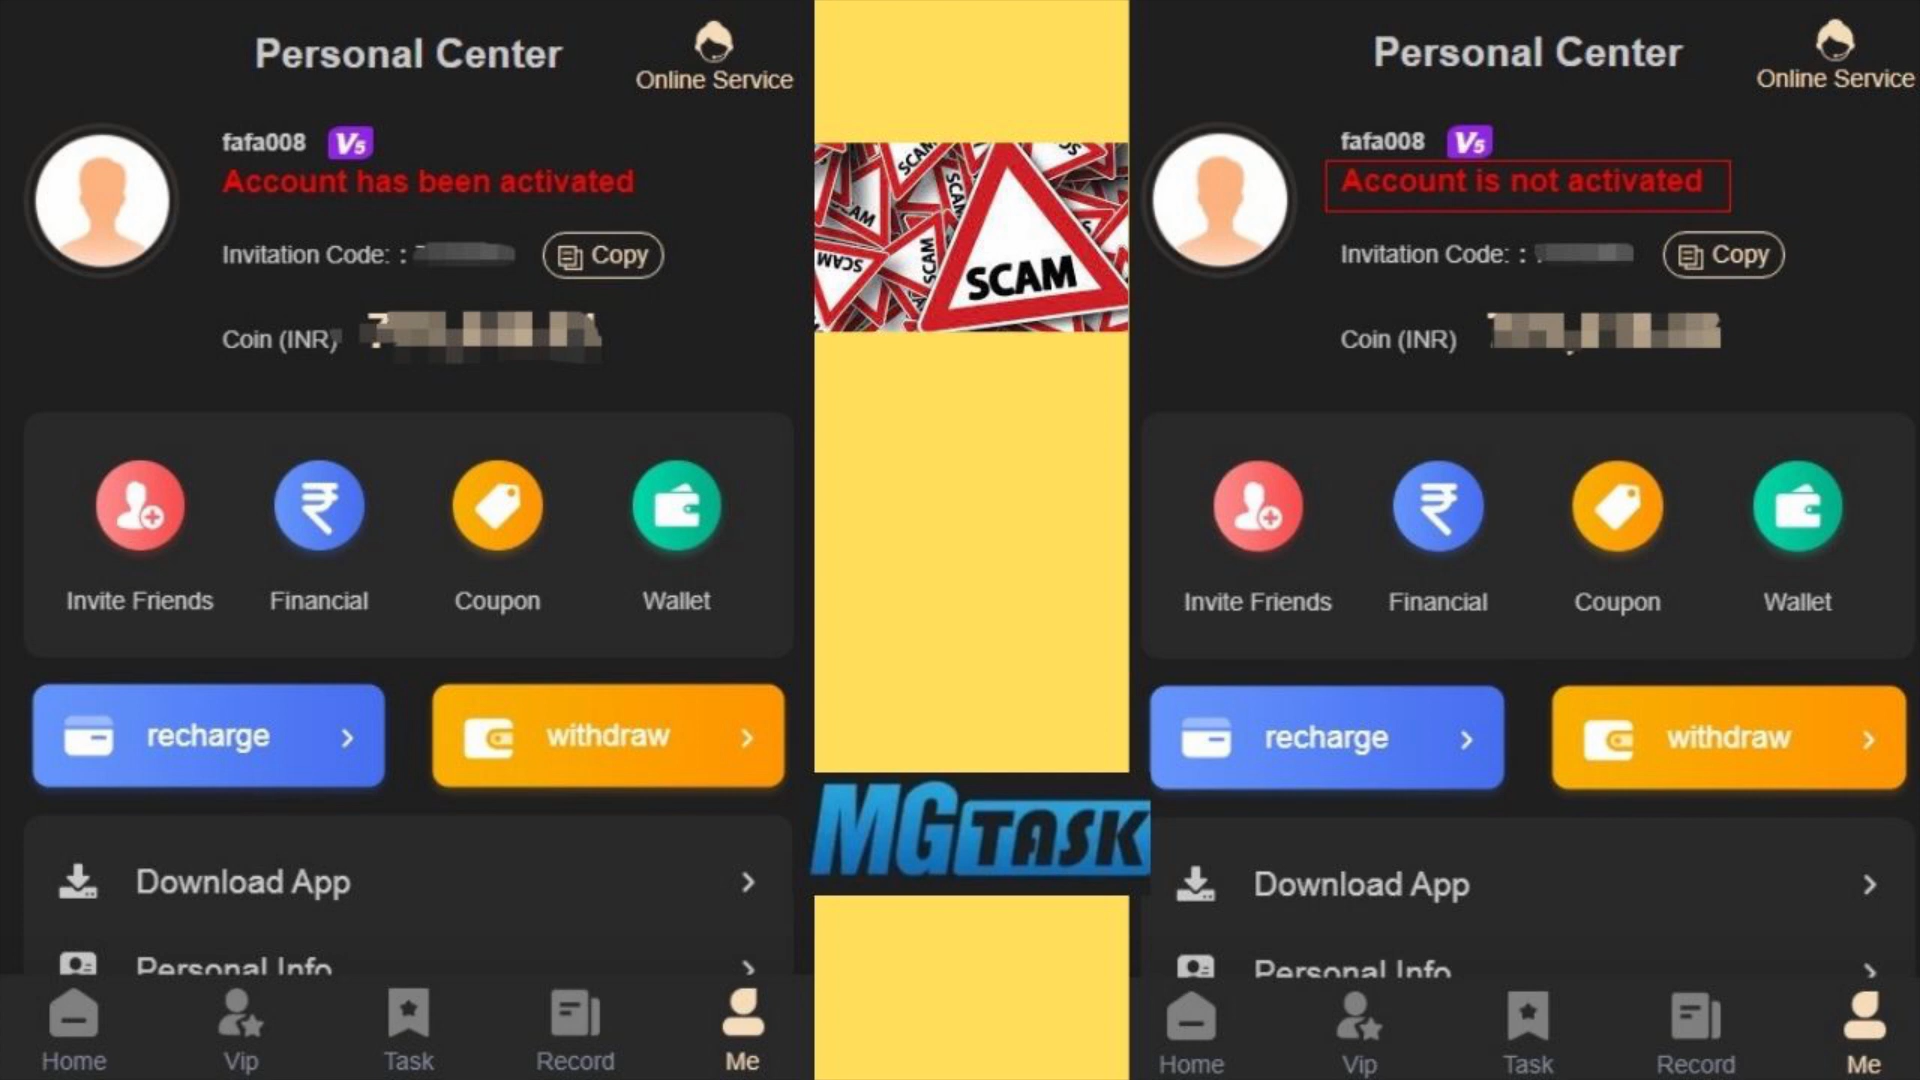 Personal Center
Online Service
fafa008 V5
Account has been activated
Invitation Code: :
Copy
Coin (INR)
Invite Friends
Financial
Coupon
Wallet
recharge
withdraw
Download App
Personal Info
Home
Vip
Task
Record
Me
SCAM
SCAM
SCAM
SCAM
SCAM
MGTASK
Personal Center
Online Service
fafa008 V5
Account is not activated
Invitation Code: :
Copy
Coin (INR)
Invite Friends
Financial
Coupon
Wallet
recharge
withdraw
Download App
Personal Info
Home
Vip
Task
Record
Me